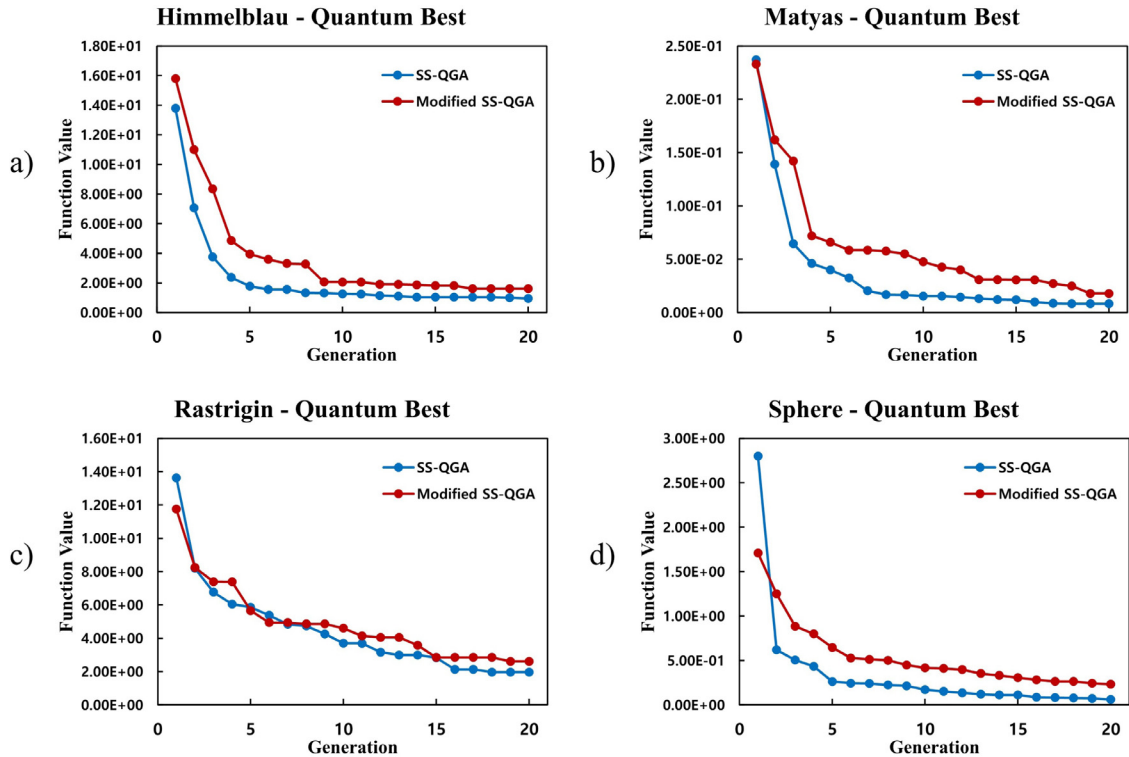 a)
Himmelblau - Quantum Best
Function Value
1.80E+01
1.60E+01
1.40E+01
1.20E+01
1.00E+01
8.00E+00
6.00E+00
4.00E+00
2.00E+00
0.00E+00
SS-QGA
Modified SS-QGA
0 5 10 15 20
Generation
b)
Matyas - Quantum Best
Function Value
2.50E-01
2.00E-01
1.50E-01
1.00E-01
5.00E-02
0.00E+00
SS-QGA
Modified SS-QGA
0 5 10 15 20
Generation
c)
Rastrigin - Quantum Best
Function Value
1.60E+01
1.40E+01
1.20E+01
1.00E+01
8.00E+00
6.00E+00
4.00E+00
2.00E+00
0.00E+00
SS-QGA
Modified SS-QGA
0 5 10 15 20
Generation
d)
Sphere - Quantum Best
Function Value
3.00E+00
2.50E+00
2.00E+00
1.50E+00
1.00E+00
5.00E-01
0.00E+00
SS-QGA
Modified SS-QGA
0 5 10 15 20
Generation